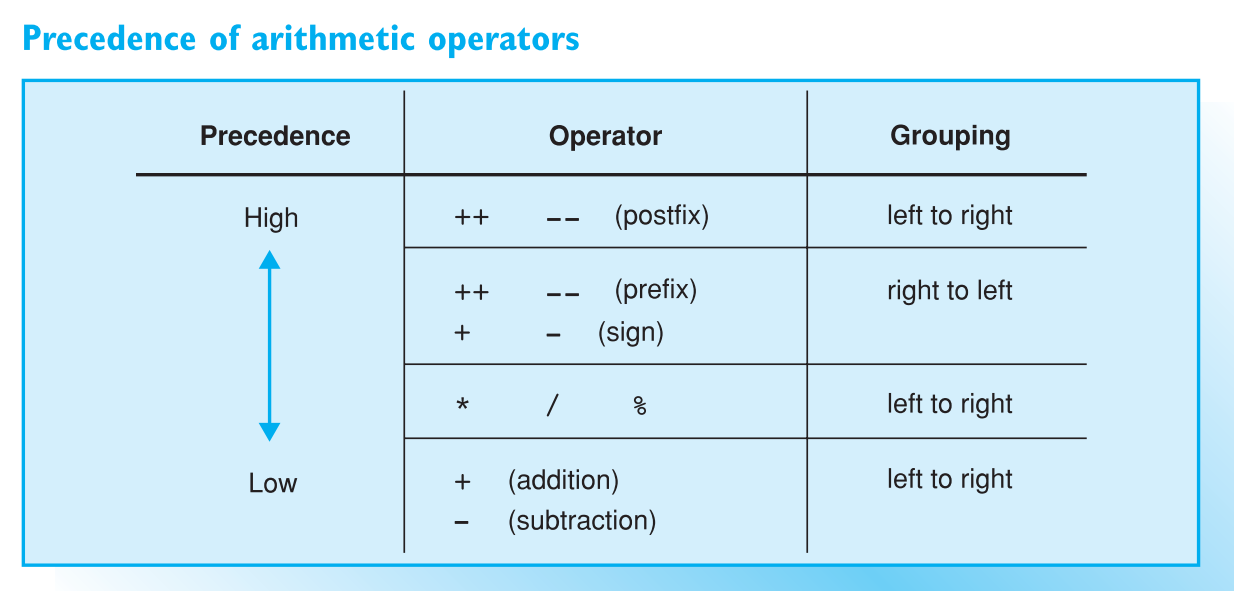 Precedence of arithmetic operators
Precedence Operator Grouping
High ++ -- (postfix) left to right
++ -- (prefix) right to left
+ - (sign)
* / % left to right
Low + (addition) left to right
- (subtraction)